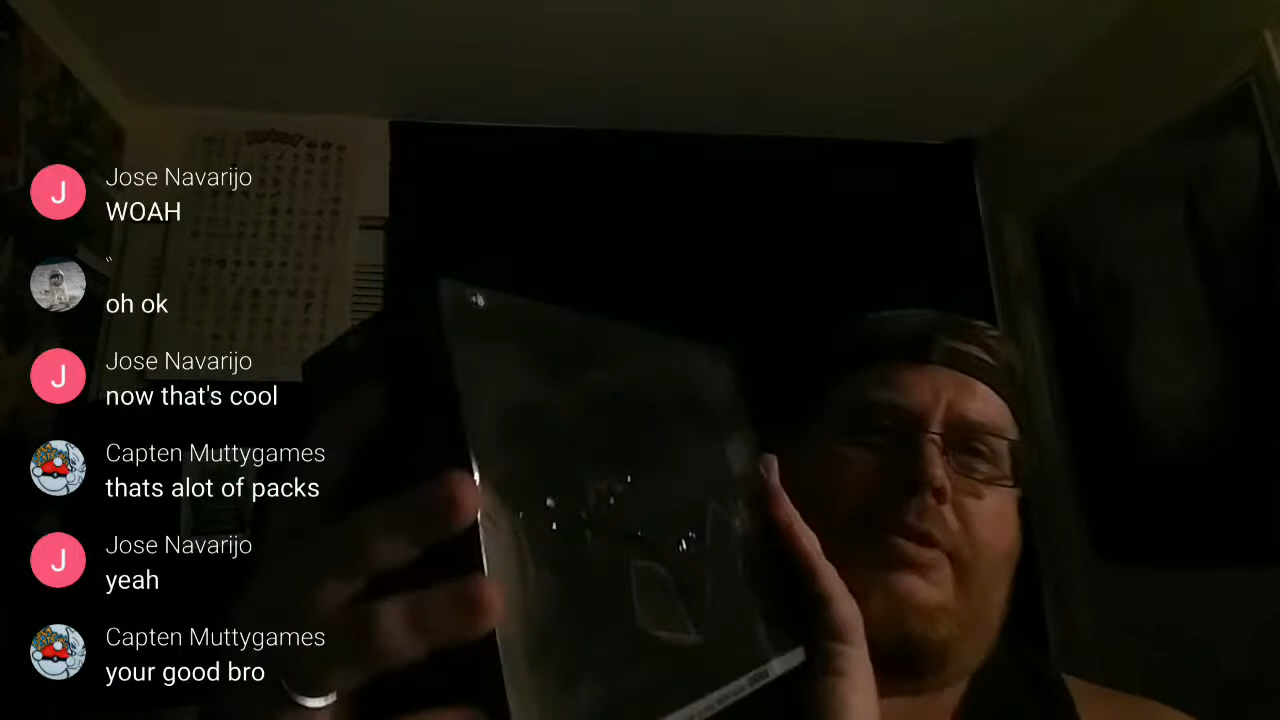 Jose Navarijo
WOAH
oh ok
Jose Navarijo
now that's cool
Capten Muttygames
thats alot of packs
Jose Navarijo
yeah
Capten Muttygames
your good bro